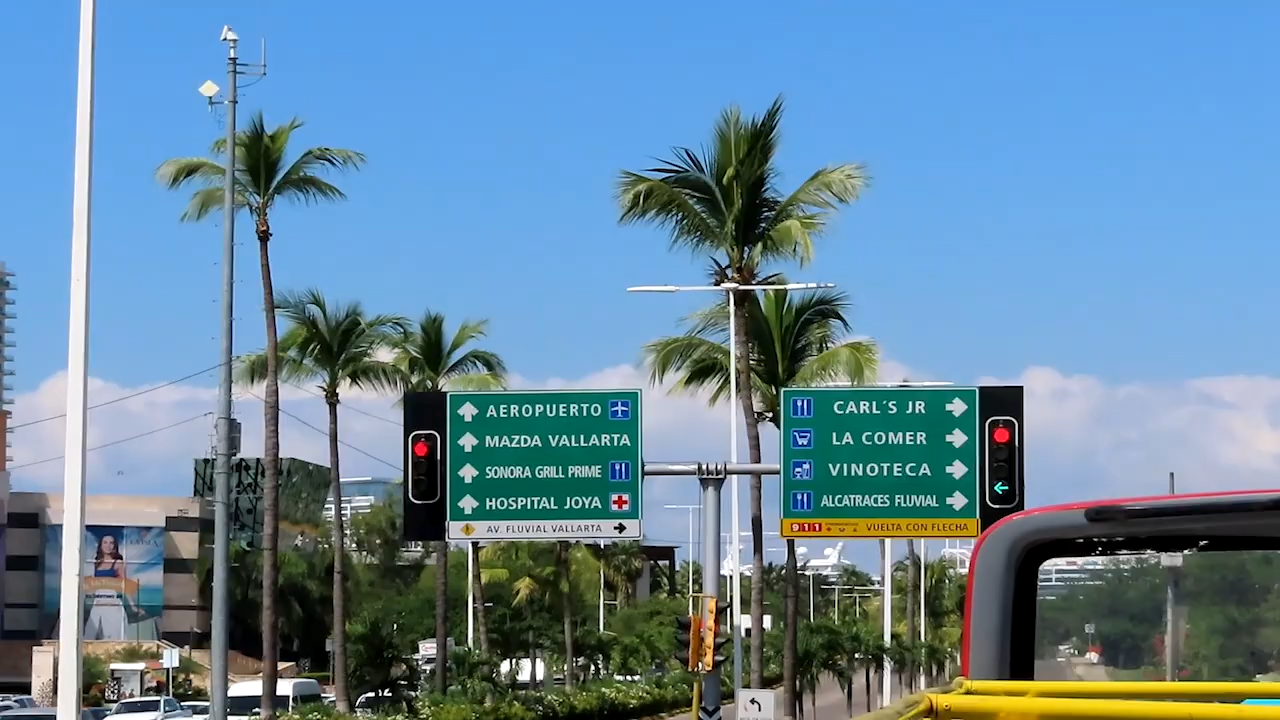 AEROPUERTO
MAZDA VALLARTA
SONORA GRILL PRIME
HOSPITAL JOYA
AV. FLUVIAL VALLARTA
CARL´S JR
LA COMER
VINOTECA
ALCATRACES FLUVIAL
911 VUELTA CON FLECHA